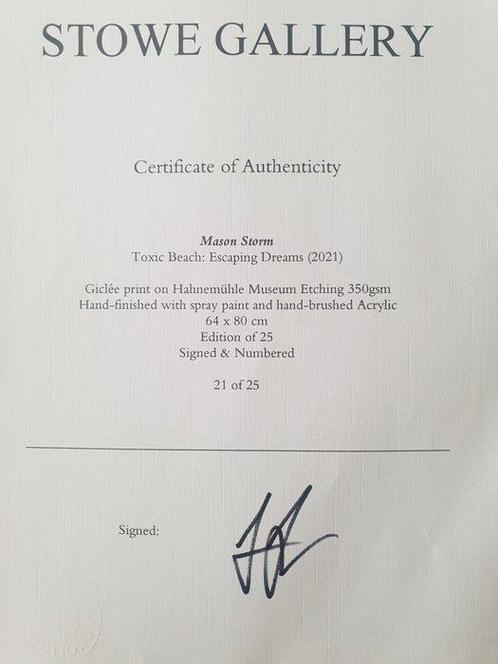 STOWE GALLERY
Certificate of Authenticity
Mason Storm
Toxic Beach: Escaping Dreams (2021)
Giclée print on Hahnemühle Museum Etching 350gsm
Hand-finished with spray paint and hand-brushed Acrylic
64 x 80 cm
Edition of 25
Signed & Numbered
21 of 25
Signed: